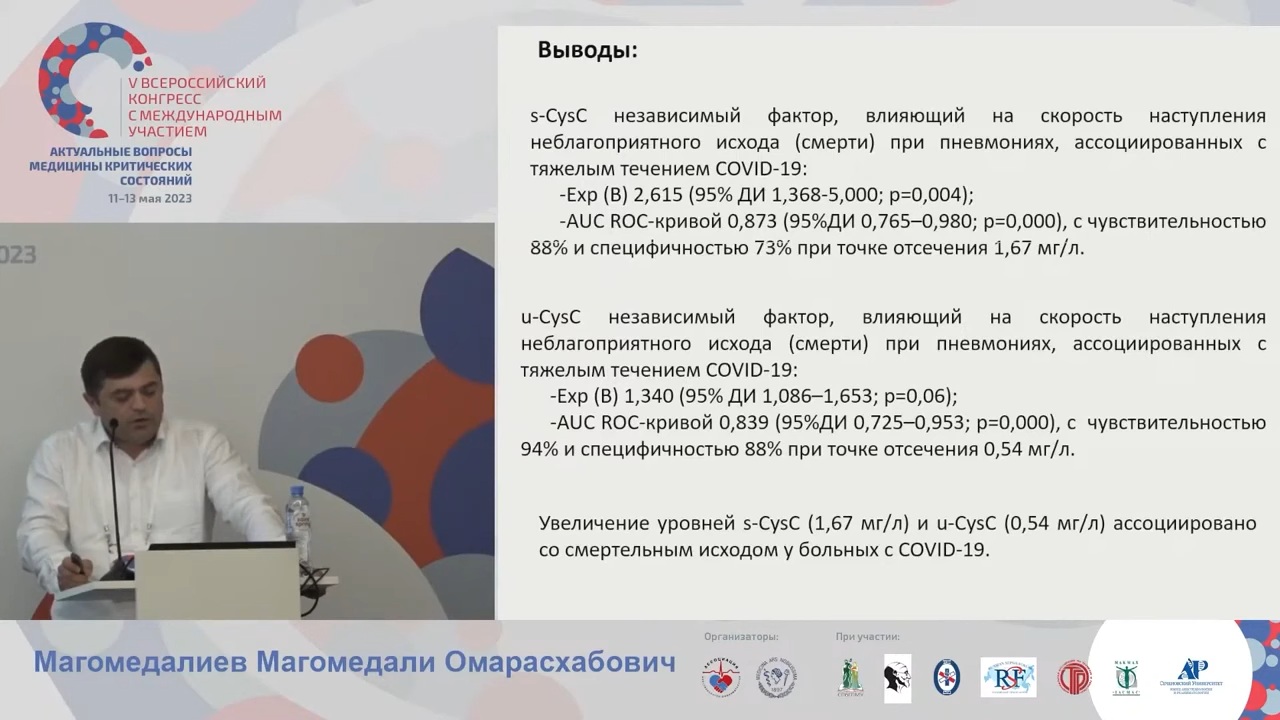 V ВСЕРОССИЙСКИЙ
КОНГРЕСС
С МЕЖДУНАРОДНЫМ
УЧАСТИЕМ
АКТУАЛЬНЫЕ ВОПРОСЫ
МЕДИЦИНЫ КРИТИЧЕСКИХ
СОСТОЯНИЙ
11–13 мая 2023
023
Выводы:
s-CysC независимый фактор, влияющий на скорость наступления
неблагоприятного исхода (смерти) при пневмониях, ассоциированных с
тяжелым течением COVID-19:
-Exp (B) 2,615 (95% ДИ 1,368-5,000; p=0,004);
-AUC ROC-кривой 0,873 (95%ДИ 0,765–0,980; p=0,000), с чувствительностью
88% и специфичностью 73% при точке отсечения 1,67 мг/л.
u-CysC независимый фактор, влияющий на скорость наступления
неблагоприятного исхода (смерти) при пневмониях, ассоциированных с
тяжелым течением COVID-19:
-Exp (B) 1,340 (95% ДИ 1,086–1,653; p=0,06);
-AUC ROC-кривой 0,839 (95%ДИ 0,725–0,953; p=0,000), с чувствительностью
94% и специфичностью 88% при точке отсечения 0,54 мг/л.
Увеличение уровней s-CysC (1,67 мг/л) и u-CysC (0,54 мг/л) ассоциировано
со смертельным исходом у больных с COVID-19.
Магомедалиев Магомедали Омарасхабович
Организаторы:
При участии: